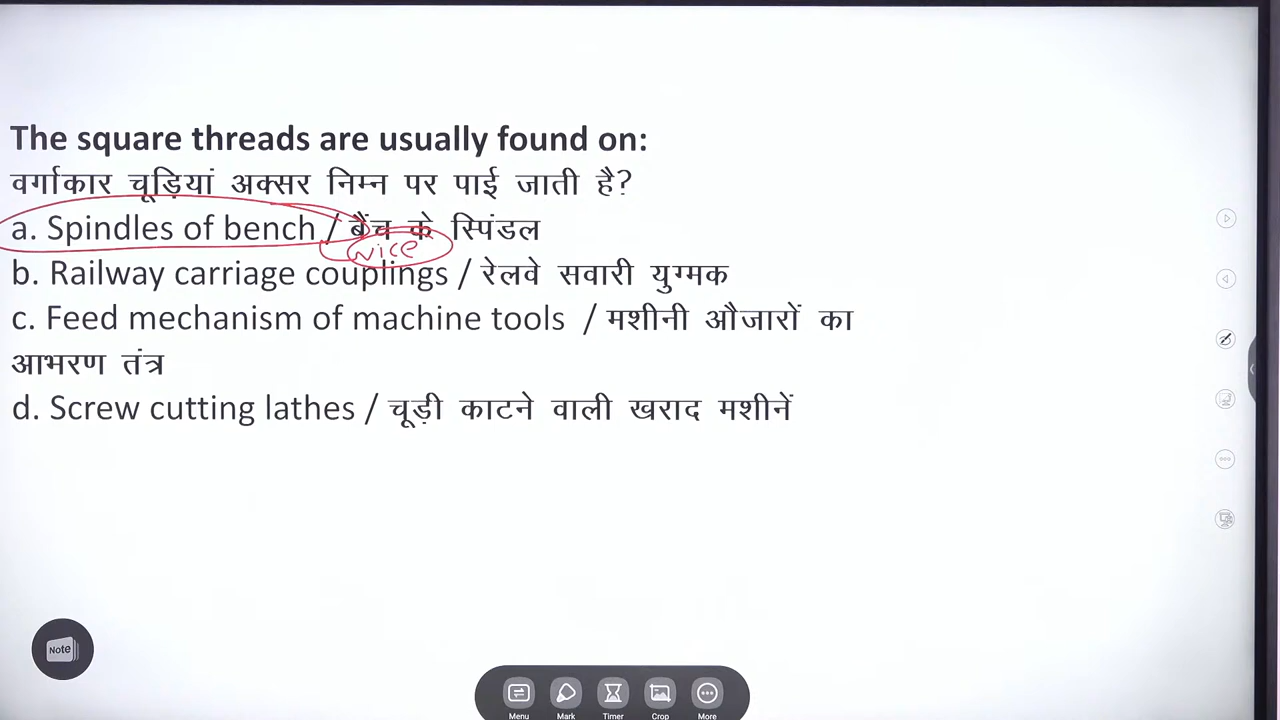 The square threads are usually found on:
वर्गाकार चूड़ियां अक्सर निम्न पर पाई जाती है?
a. Spindles of bench / बैंच के स्पिंडल
vice
b. Railway carriage couplings / रेलवे सवारी युग्मक
c. Feed mechanism of machine tools / मशीनी औजारों का
आभरण तंत्र
d. Screw cutting lathes / चूड़ी काटने वाली खराद मशीनें
Note
Menu Mark Timer Crop More